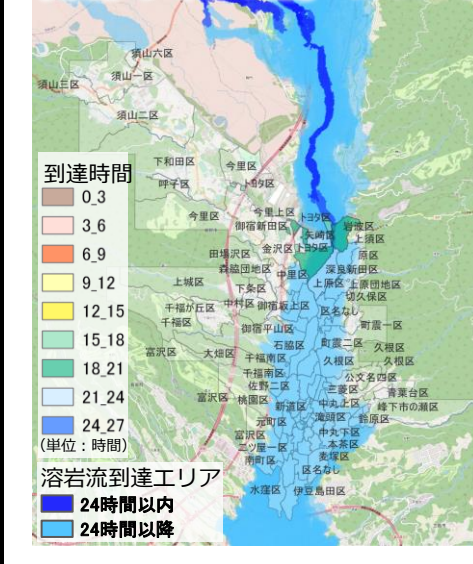 須山六区
須山一区
須山三区
須山二区
下和田区
今里区
呼子区
トヨタ区
今里区
今里上区
トヨタ区
岩波区
御宿新田区
矢崎区
上須区
金沢区
トヨタ区
原区
田場沢区
森脇団地区
中里区
深良新田区
上城区
下条区
上原区
上原団地区
切久保区
千福が丘区
中村区
御宿坂上区
区名なし
千福区
御宿平山区
町震一区
富沢区
大畑区
石脇区
町震二区
久根区
千福南区
久根区
久根区
千福南区
公文名四区
佐野二区
三菱区
青葉台区
富沢区
桃園区
新道区
中丸上区
峰下市の瀬区
元町区
滝頭区
鈴原区
富沢区
中丸下区
二ツ屋一区
本茶区
南町区
麦塚区
区名なし
水窪区
伊豆島田区
到達時間
0_3
3_6
6_9
9_12
12_15
15_18
18_21
21_24
24_27
(単位：時間)
溶岩流到達エリア
24時間以内
24時間以降